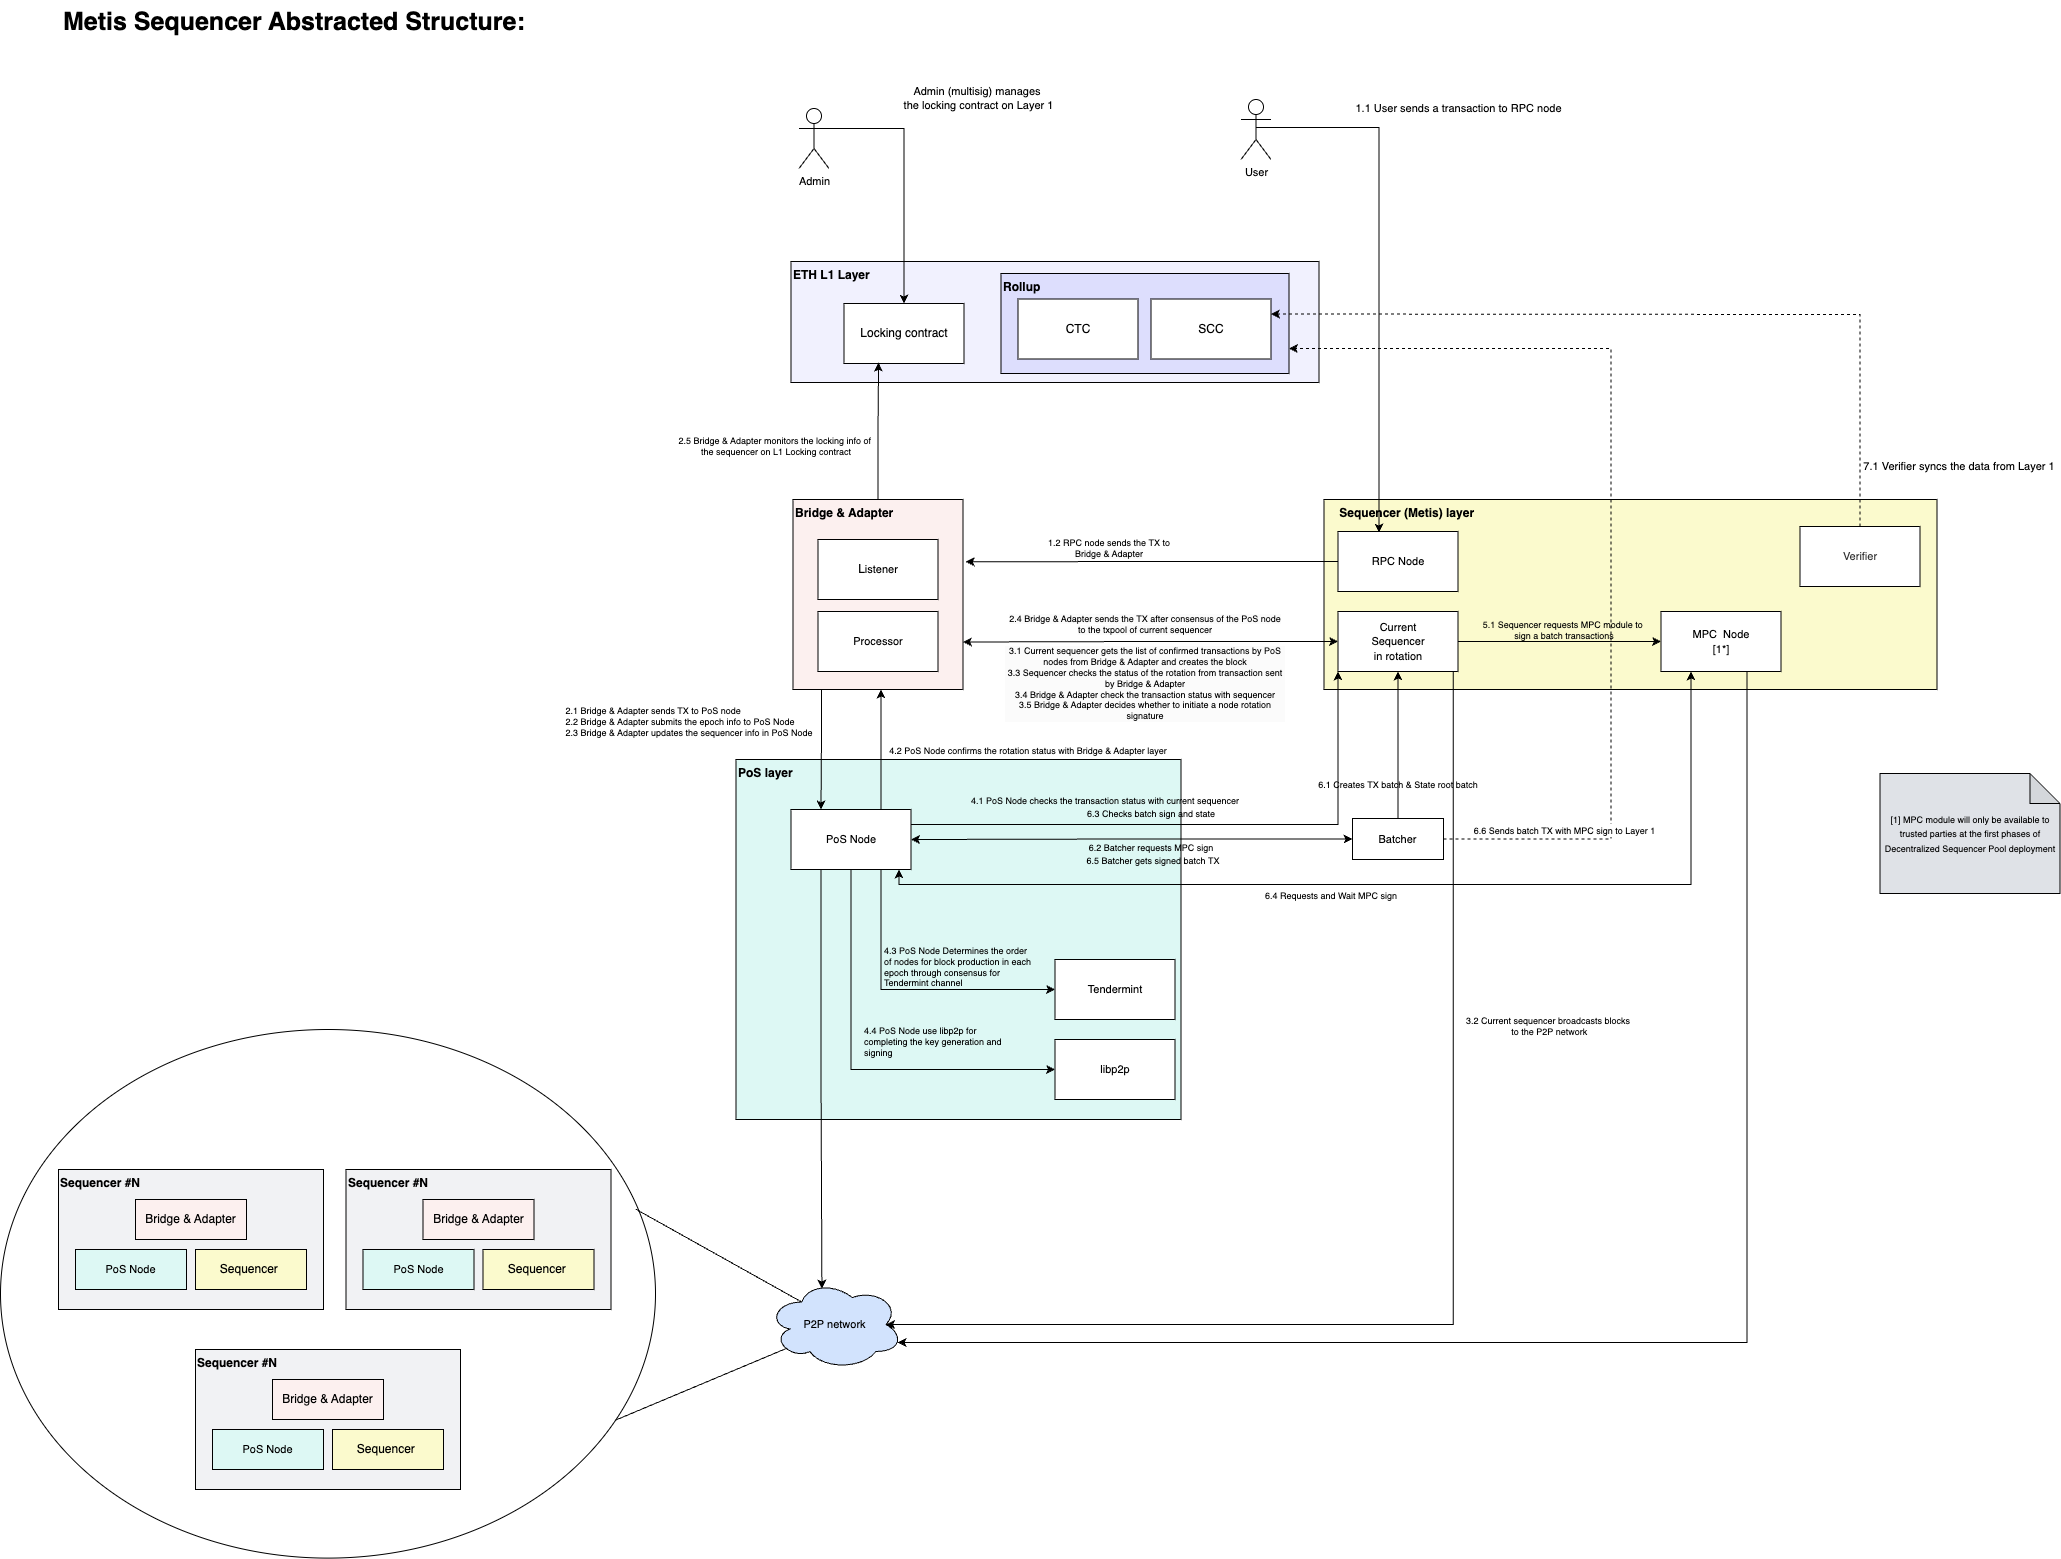 Metis Sequencer Abstracted Structure:
Admin (multisig) manages
the locking contract on Layer 1
1.1 User sends a transaction to RPC node
Admin
User
ETH L1 Layer
Rollup
Locking contract
CTC
SCC
2.5 Bridge & Adapter monitors the locking info of
the sequencer on L1 Locking contract
7.1 Verifier syncs the data from Layer 1
Bridge & Adapter
Listener
Processor
1.2 RPC node sends the TX to
Bridge & Adapter
Sequencer (Metis) layer
RPC Node
Verifier
2.4 Bridge & Adapter sends the TX after consensus of the PoS node
to the txpool of current sequencer
3.1 Current sequencer gets the list of confirmed transactions by PoS
nodes from Bridge & Adapter and creates the block
3.3 Sequencer checks the status of the rotation from transaction sent
by Bridge & Adapter
3.4 Bridge & Adapter check the transaction status with sequencer
3.5 Bridge & Adapter decides whether to initiate a node rotation
signature
Current
Sequencer
in rotation
5.1 Sequencer requests MPC module to
sign a batch transactions
MPC Node
[1*]
2.1 Bridge & Adapter sends TX to PoS node
2.2 Bridge & Adapter submits the epoch info to PoS Node
2.3 Bridge & Adapter updates the sequencer info in PoS Node
4.2 PoS Node confirms the rotation status with Bridge & Adapter layer
PoS layer
PoS Node
4.1 PoS Node checks the transaction status with current sequencer
6.3 Checks batch sign and state
6.1 Creates TX batch & State root batch
Batcher
6.6 Sends batch TX with MPC sign to Layer 1
6.2 Batcher requests MPC sign
6.5 Batcher gets signed batch TX
6.4 Requests and Wait MPC sign
[1] MPC module will only be available to
trusted parties at the first phases of
Decentralized Sequencer Pool deployment
4.3 PoS Node Determines the order
of nodes for block production in each
epoch through consensus for
Tendermint channel
Tendermint
4.4 PoS Node use libp2p for
completing the key generation and
signing
libp2p
3.2 Current sequencer broadcasts blocks
to the P2P network
Sequencer #N
Bridge & Adapter
PoS Node
Sequencer
Sequencer #N
Bridge & Adapter
PoS Node
Sequencer
P2P network
Sequencer #N
Bridge & Adapter
PoS Node
Sequencer